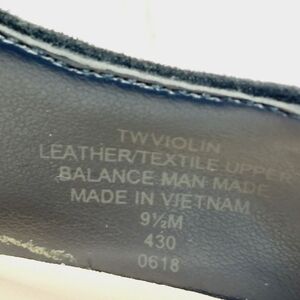 TWVIOLIN
LEATHER/TEXTILE UPPER
BALANCE MAN MADE
MADE IN VIETNAM
9½M
430
0618